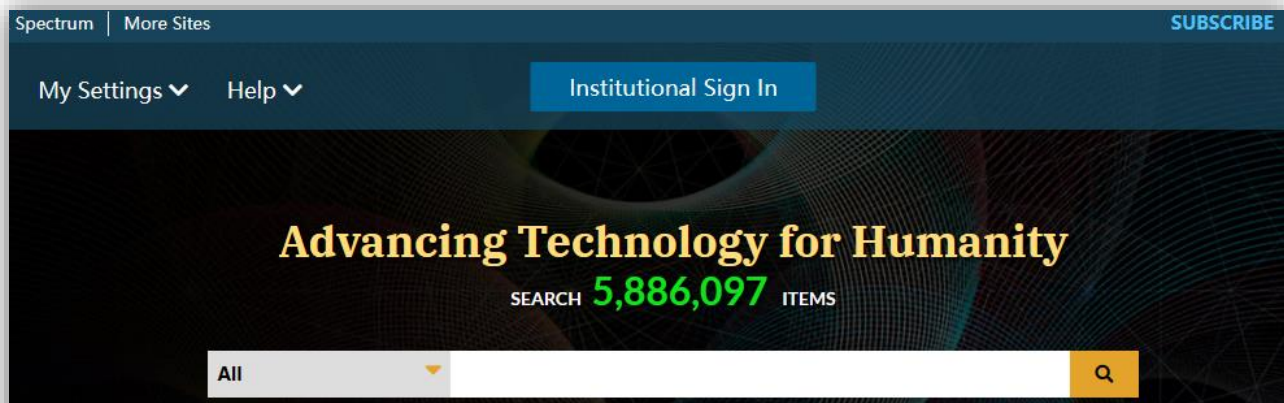 Spectrum | More Sites SUBSCRIBE
My Settings Help Institutional Sign In
Advancing Technology for Humanity
SEARCH 5,886,097 ITEMS
All